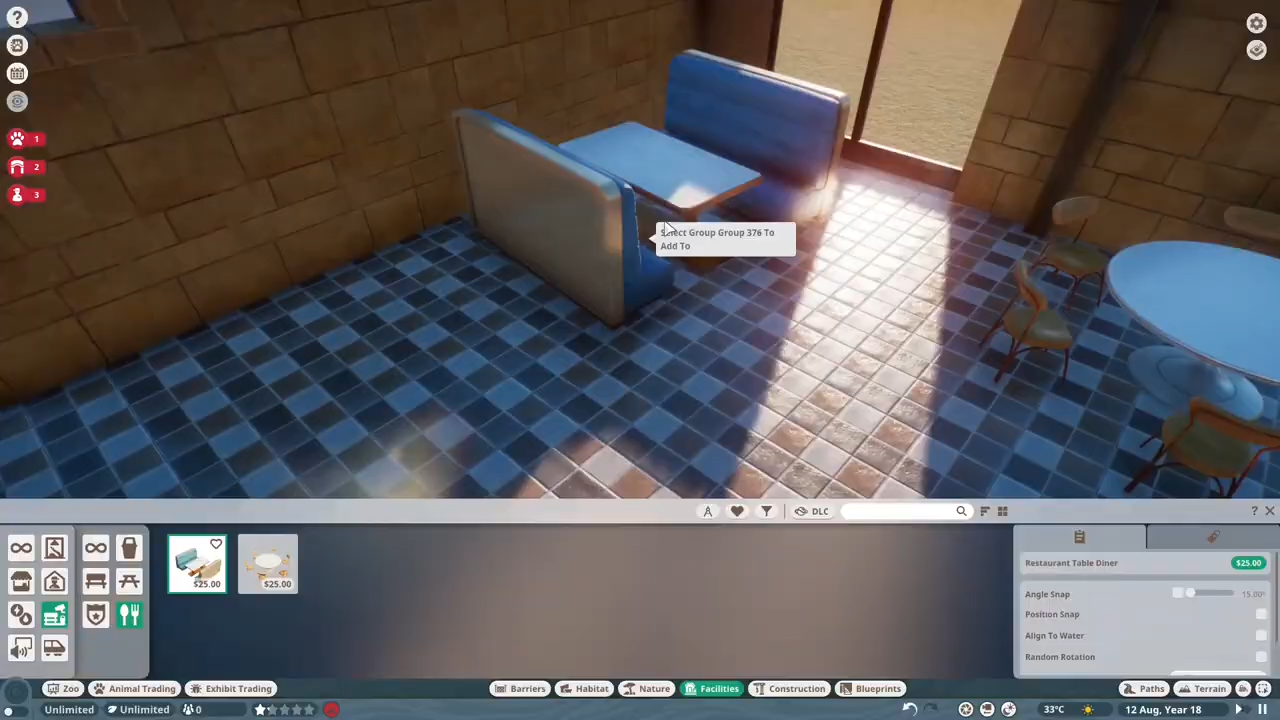 ?
1
2
3
Select Group Group 376 To
Add To
DLC
?
$25.00
$25.00
Restaurant Table Diner
$25.00
Angle Snap
15.00°
Position Snap
Align To Water
Random Rotation
Zoo
Animal Trading
Exhibit Trading
Barriers
Habitat
Nature
Facilities
Construction
Blueprints
Paths
Terrain
Unlimited
Unlimited
0
33°C
12 Aug, Year 18